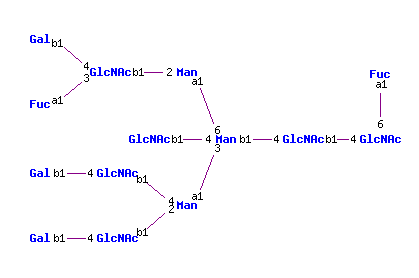 Gal b1
4 GlcNAc b1 2 Man
3
Fuc a1
a1
Fuc
a1
6
6
GlcNAc b1 4 Man b1 4 GlcNAc b1 4 GlcNAc
3
Gal b1 4 GlcNAc b1
a1
4
2 Man
Gal b1 4 GlcNAc b1